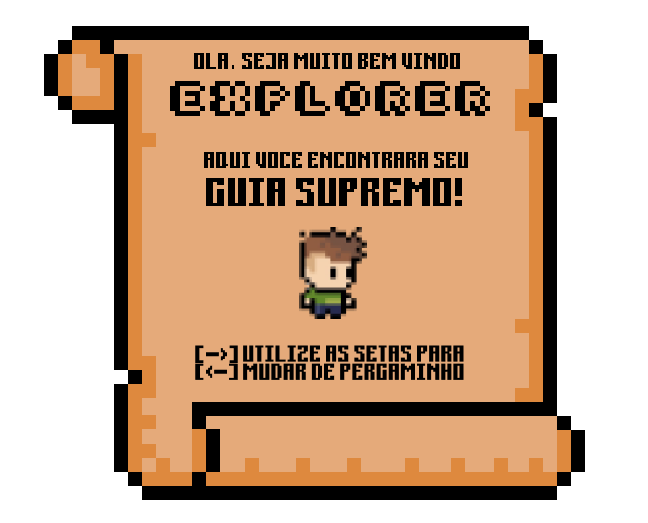 OLA. SEJA MUITO BEM VINDO
EXPLORER
AQUI VOCE ENCONTRARA SEU
GUIA SUPREMO!
[->] UTILIZE AS SETAS PARA
[<-] MUDAR DE PERGAMINHO